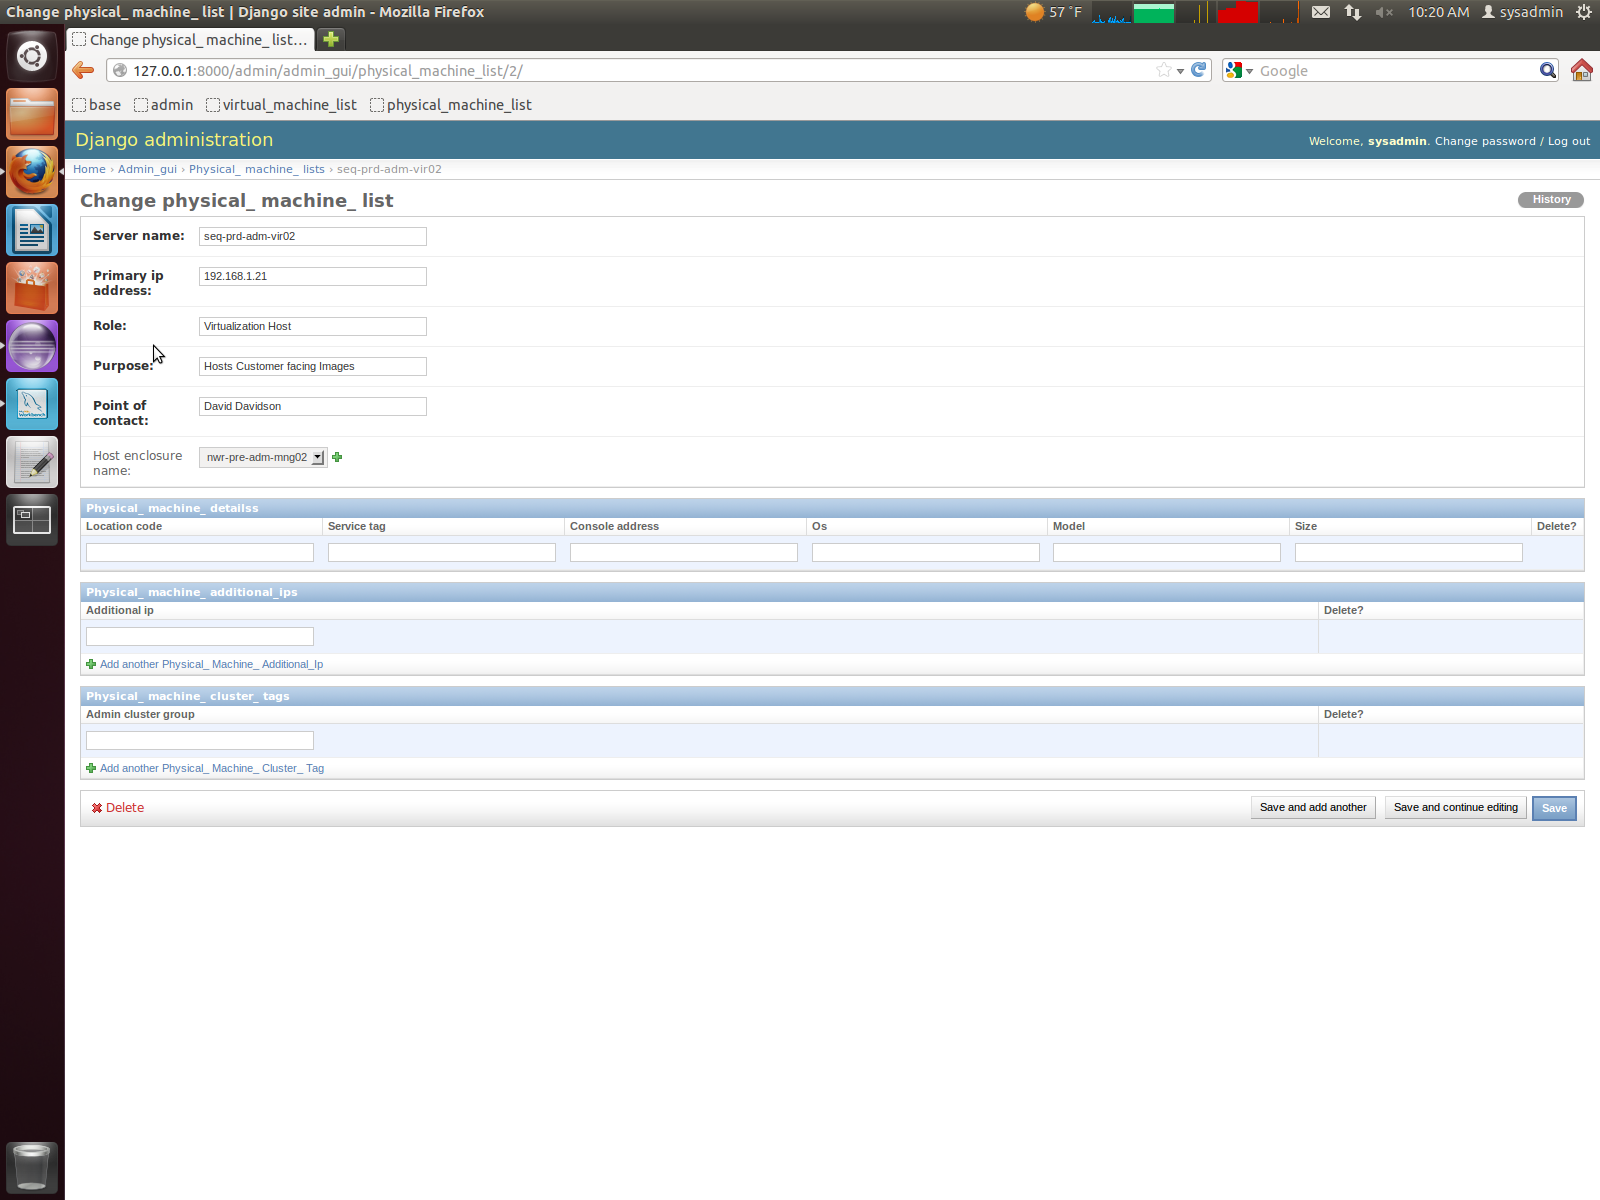 Change physical_ machine_ list | Django site admin - Mozilla Firefox
57 °F
10:20 AM
sysadmin
Change physical_ machine_ list...
127.0.0.1:8000/admin/admin_gui/physical_machine_list/2/
Google
base
admin
virtual_machine_list
physical_machine_list
Django administration
Welcome, sysadmin. Change password / Log out
Home › Admin_gui › Physical_ machine_ lists › seq-prd-adm-vir02
Change physical_ machine_ list
History
Server name:
seq-prd-adm-vir02
Primary ip
address:
192.168.1.21
Role:
Virtualization Host
Purpose:
Hosts Customer facing Images
Point of
contact:
David Davidson
Host enclosure
name:
nwr-pre-adm-mng02
Physical_ machine_ detailss
Location code
Service tag
Console address
Os
Model
Size
Delete?
Physical_ machine_ additional_ips
Additional ip
Delete?
Add another Physical_ Machine_ Additional_Ip
Physical_ machine_ cluster_ tags
Admin cluster group
Delete?
Add another Physical_ Machine_ Cluster_ Tag
Delete
Save and add another
Save and continue editing
Save